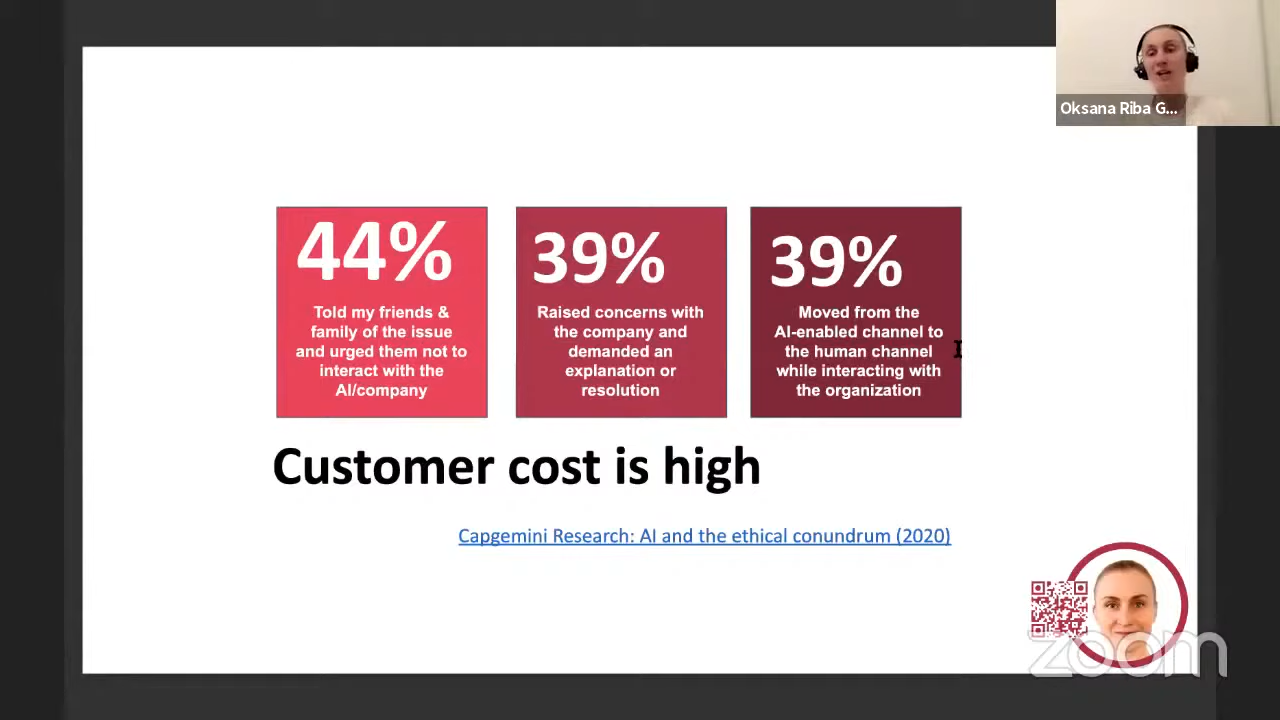 Oksana Riba G...
44%
Told my friends &
family of the issue
and urged them not to
interact with the
AI/company
39%
Raised concerns with
the company and
demanded an
explanation or
resolution
39%
Moved from the
AI-enabled channel to
the human channel
while interacting with
the organization
Customer cost is high
Capgemini Research: AI and the ethical conundrum (2020)
zoom